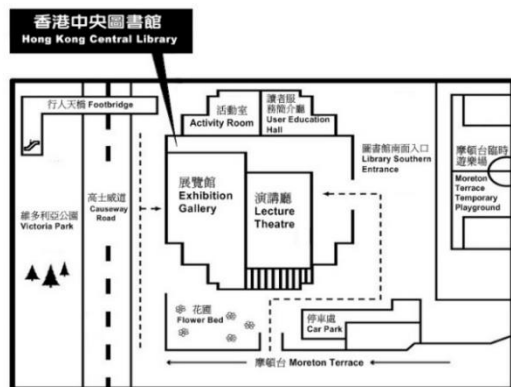 香港中央圖書館
Hong Kong Central Library
行人天橋 Footbridge
活動室
Activity Room
讀者服
務簡介廳
User Education
Hall
圖書館南面入口
Library Southern
Entrance
摩頓台臨時
遊樂場
Moreton
Terrace
Temporary
Playground
維多利亞公園
Victoria Park
高士威道
Causeway
Road
展覽館
Exhibition
Gallery
演講廳
Lecture
Theatre
花圃
Flower Bed
停車處
Car Park
摩頓台 Moreton Terrace